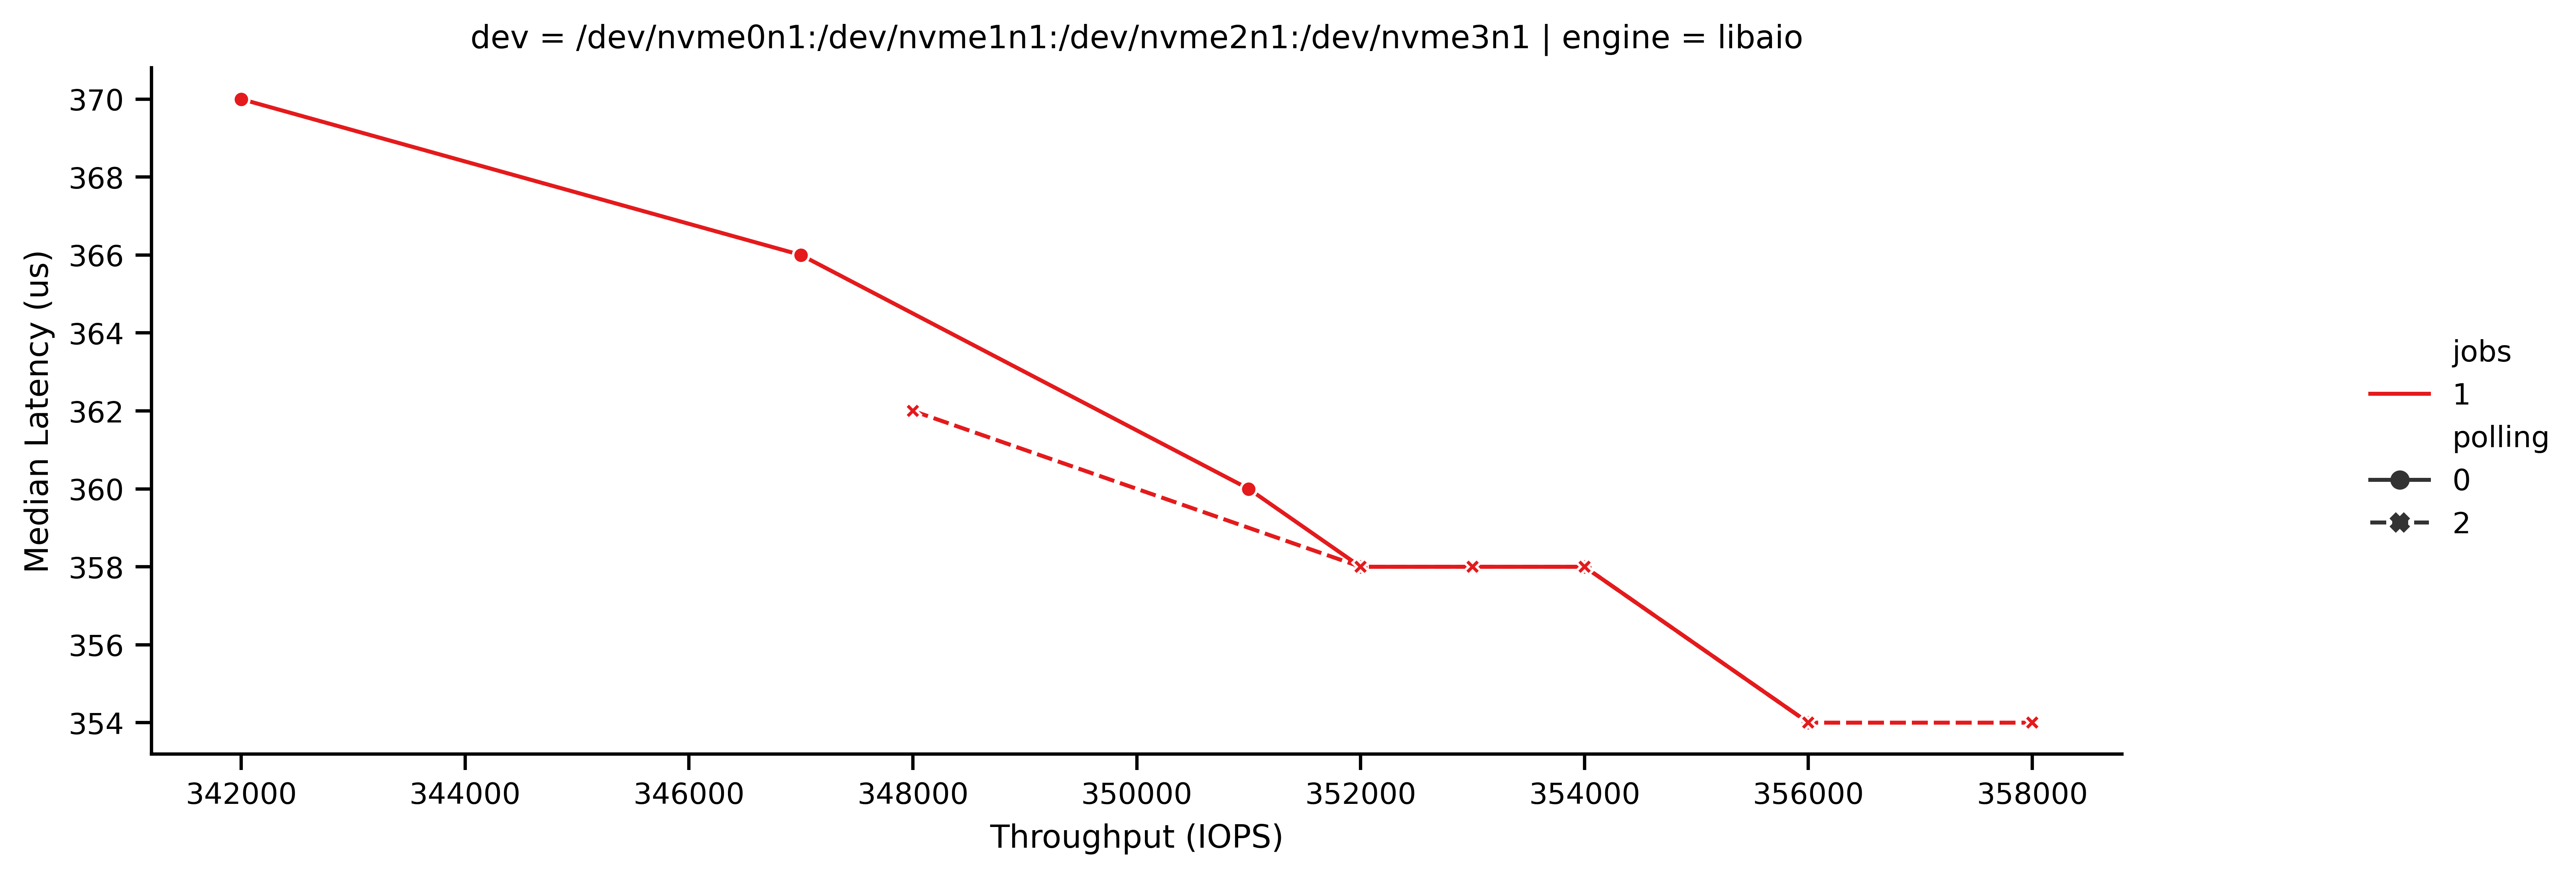 dev = /dev/nvme0n1:/dev/nvme1n1:/dev/nvme2n1:/dev/nvme3n1 | engine = libaio
Median Latency (us)
370
368
366
364
362
360
358
356
354
342000 344000 346000 348000 350000 352000 354000 356000 358000
Throughput (IOPS)
jobs
1
polling
0
2